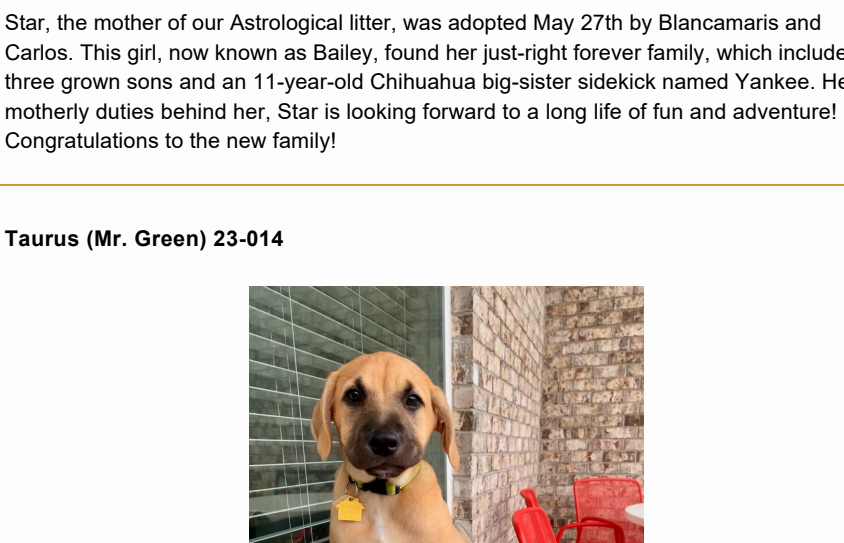 Star, the mother of our Astrological litter, was adopted May 27th by Blancamaris and
Carlos. This girl, now known as Bailey, found her just-right forever family, which include
three grown sons and an 11-year-old Chihuahua big-sister sidekick named Yankee. He
motherly duties behind her, Star is looking forward to a long life of fun and adventure!
Congratulations to the new family!
Taurus (Mr. Green) 23-014